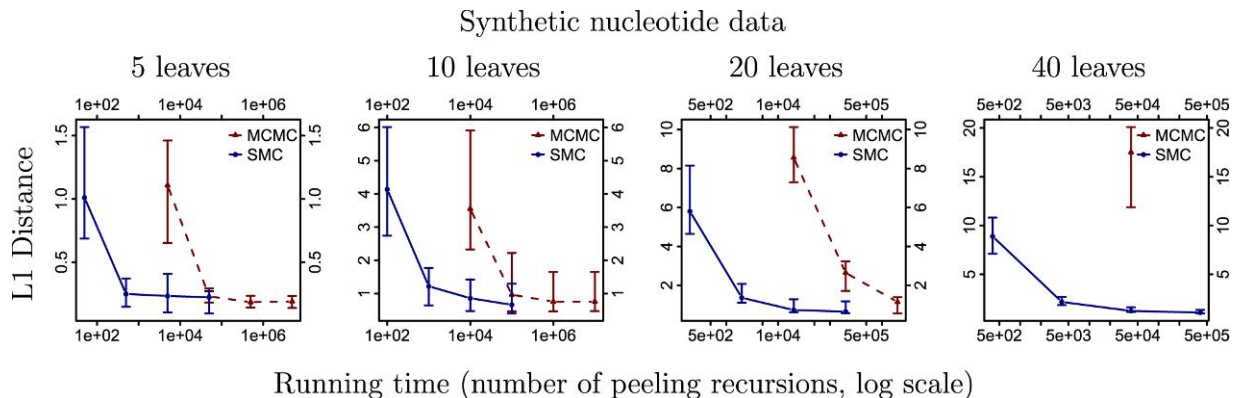 Synthetic nucleotide data
5 leaves
10 leaves
20 leaves
40 leaves
1e+02 1e+04 1e+06
1e+02 1e+04 1e+06
5e+02 1e+04 5e+05
5e+02 5e+03 5e+04 5e+05
L1 Distance
0.5 1.0 1.5
MCMC
SMC
0.5 1.0 1.5
1 2 3 4 5 6
MCMC
SMC
1 2 3 4 5 6
2 4 6 8 10
MCMC
SMC
2 4 6 8 10
5 10 15 20
MCMC
SMC
5 10 15 20
1e+02 1e+04 1e+06
1e+02 1e+04 1e+06
5e+02 1e+04 5e+05
5e+02 5e+03 5e+04 5e+05
Running time (number of peeling recursions, log scale)